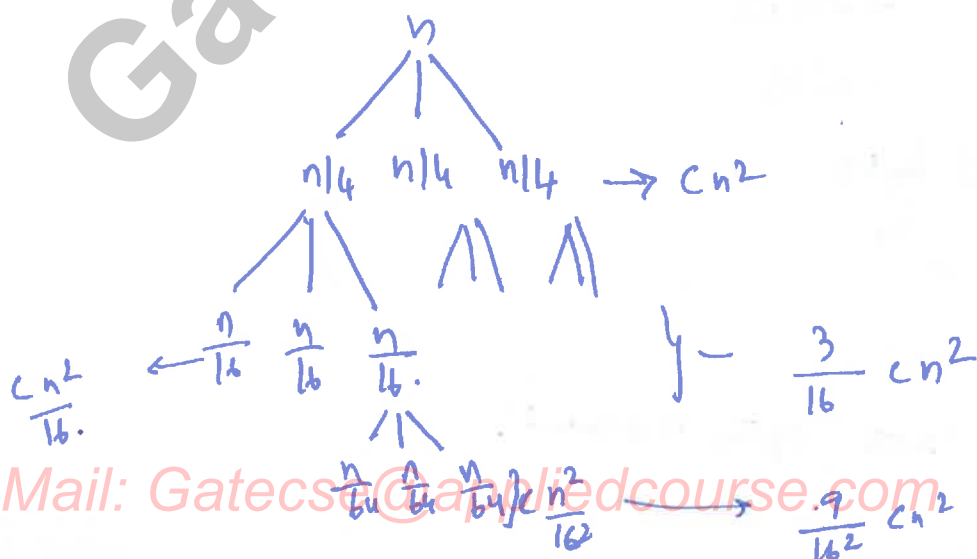 Ga
n
n/4 n/4 n/4 → Cn²
n/16 n/16 n/16.
cn²/16.
} - 3/16 cn²
n/64 n/64 n/64 ] c n²/16² → 9/16² cn²
Mail: Gatecse@appliedcourse.com